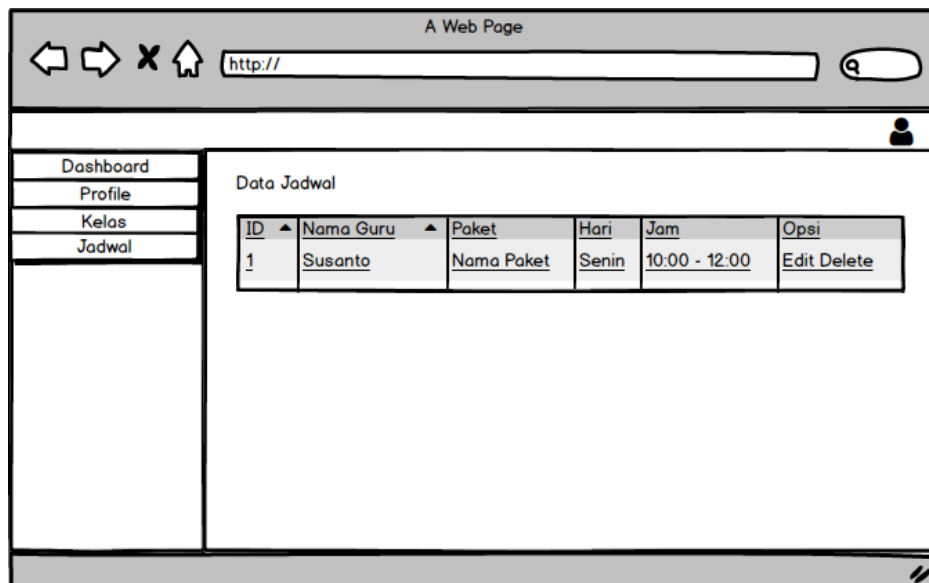 A Web Page
http://
Dashboard
Profile
Kelas
Jadwal
Data Jadwal
ID Nama Guru Paket Hari Jam Opsi
1 Susanto Nama Paket Senin 10:00 - 12:00 Edit Delete